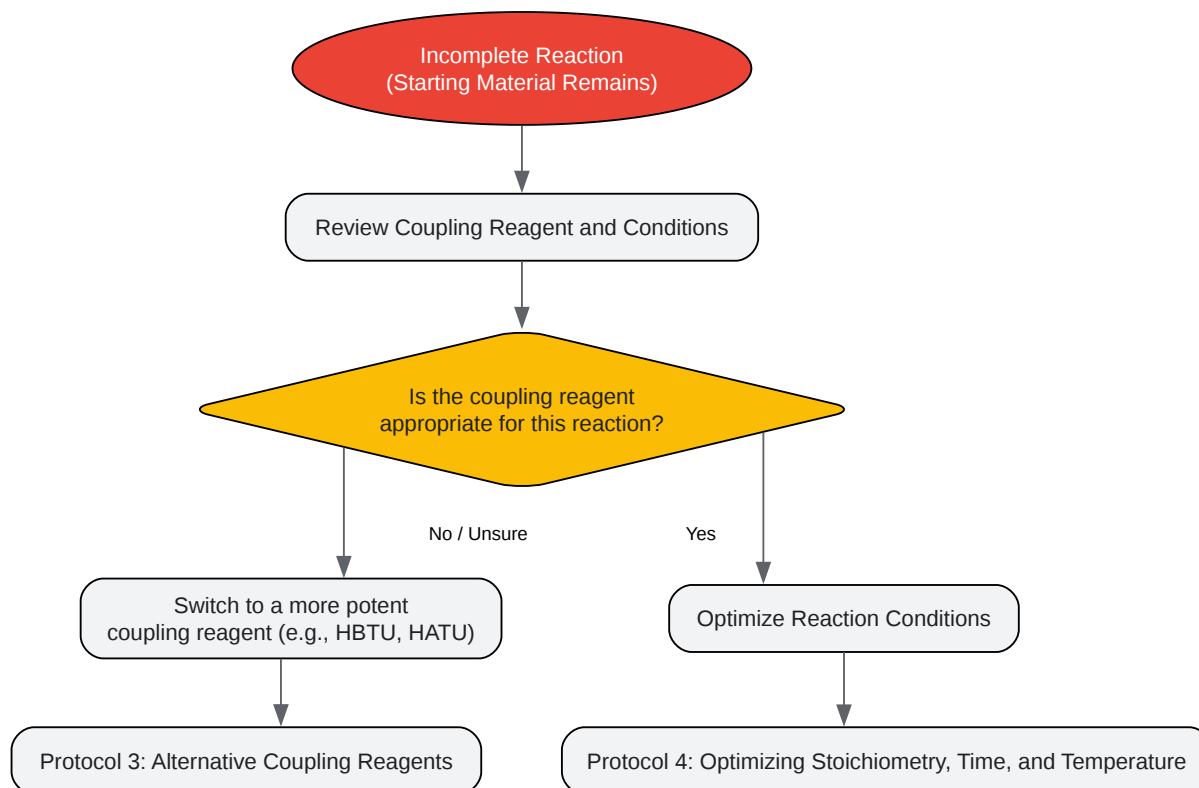 Incomplete Reaction
(Starting Material Remains)
Review Coupling Reagent and Conditions
Is the coupling reagent
appropriate for this reaction?
No / Unsure
Yes
Switch to a more potent
coupling reagent (e.g., HBTU, HATU)
Optimize Reaction Conditions
Protocol 3: Alternative Coupling Reagents
Protocol 4: Optimizing Stoichiometry, Time, and Temperature